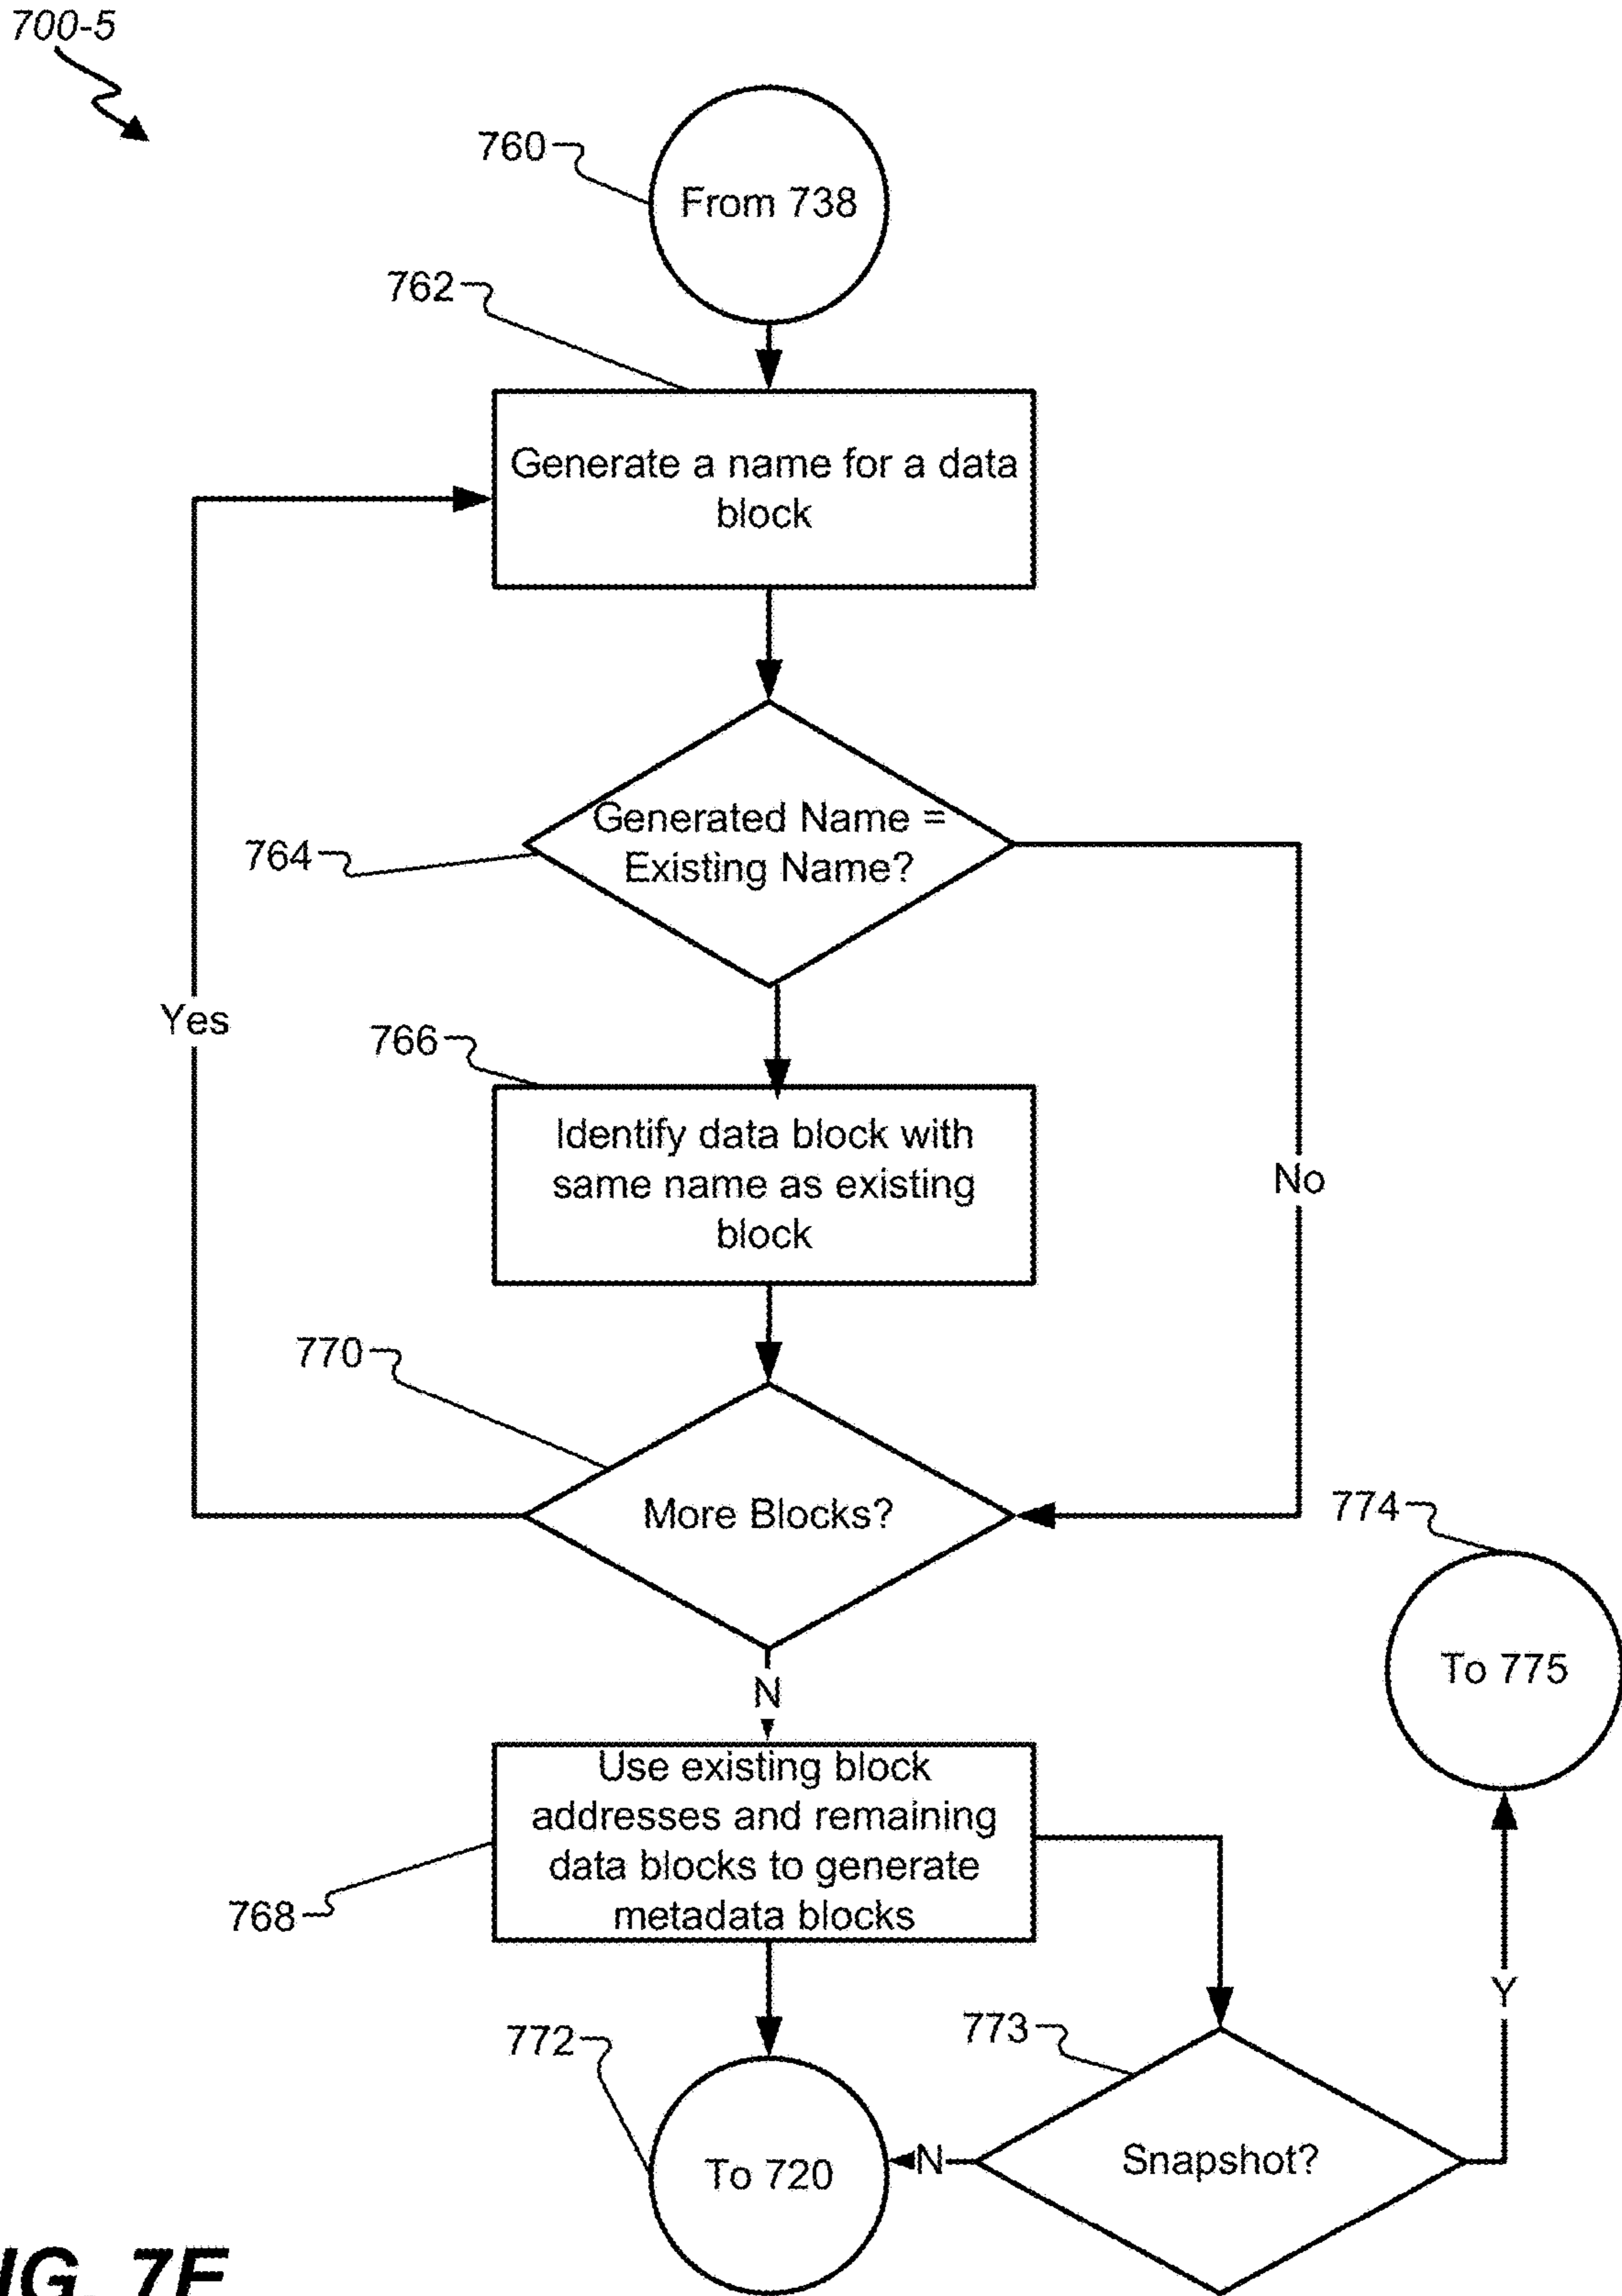 700-5
760
From 738
762
Generate a name for a data
block
764
Generated Name =
Existing Name?
Yes
766
Identify data block with
same name as existing
block
No
770
More Blocks?
774
To 775
N
Use existing block
addresses and remaining
data blocks to generate
metadata blocks
768
Y
772
773
To 720
N
Snapshot?
IG. 7E